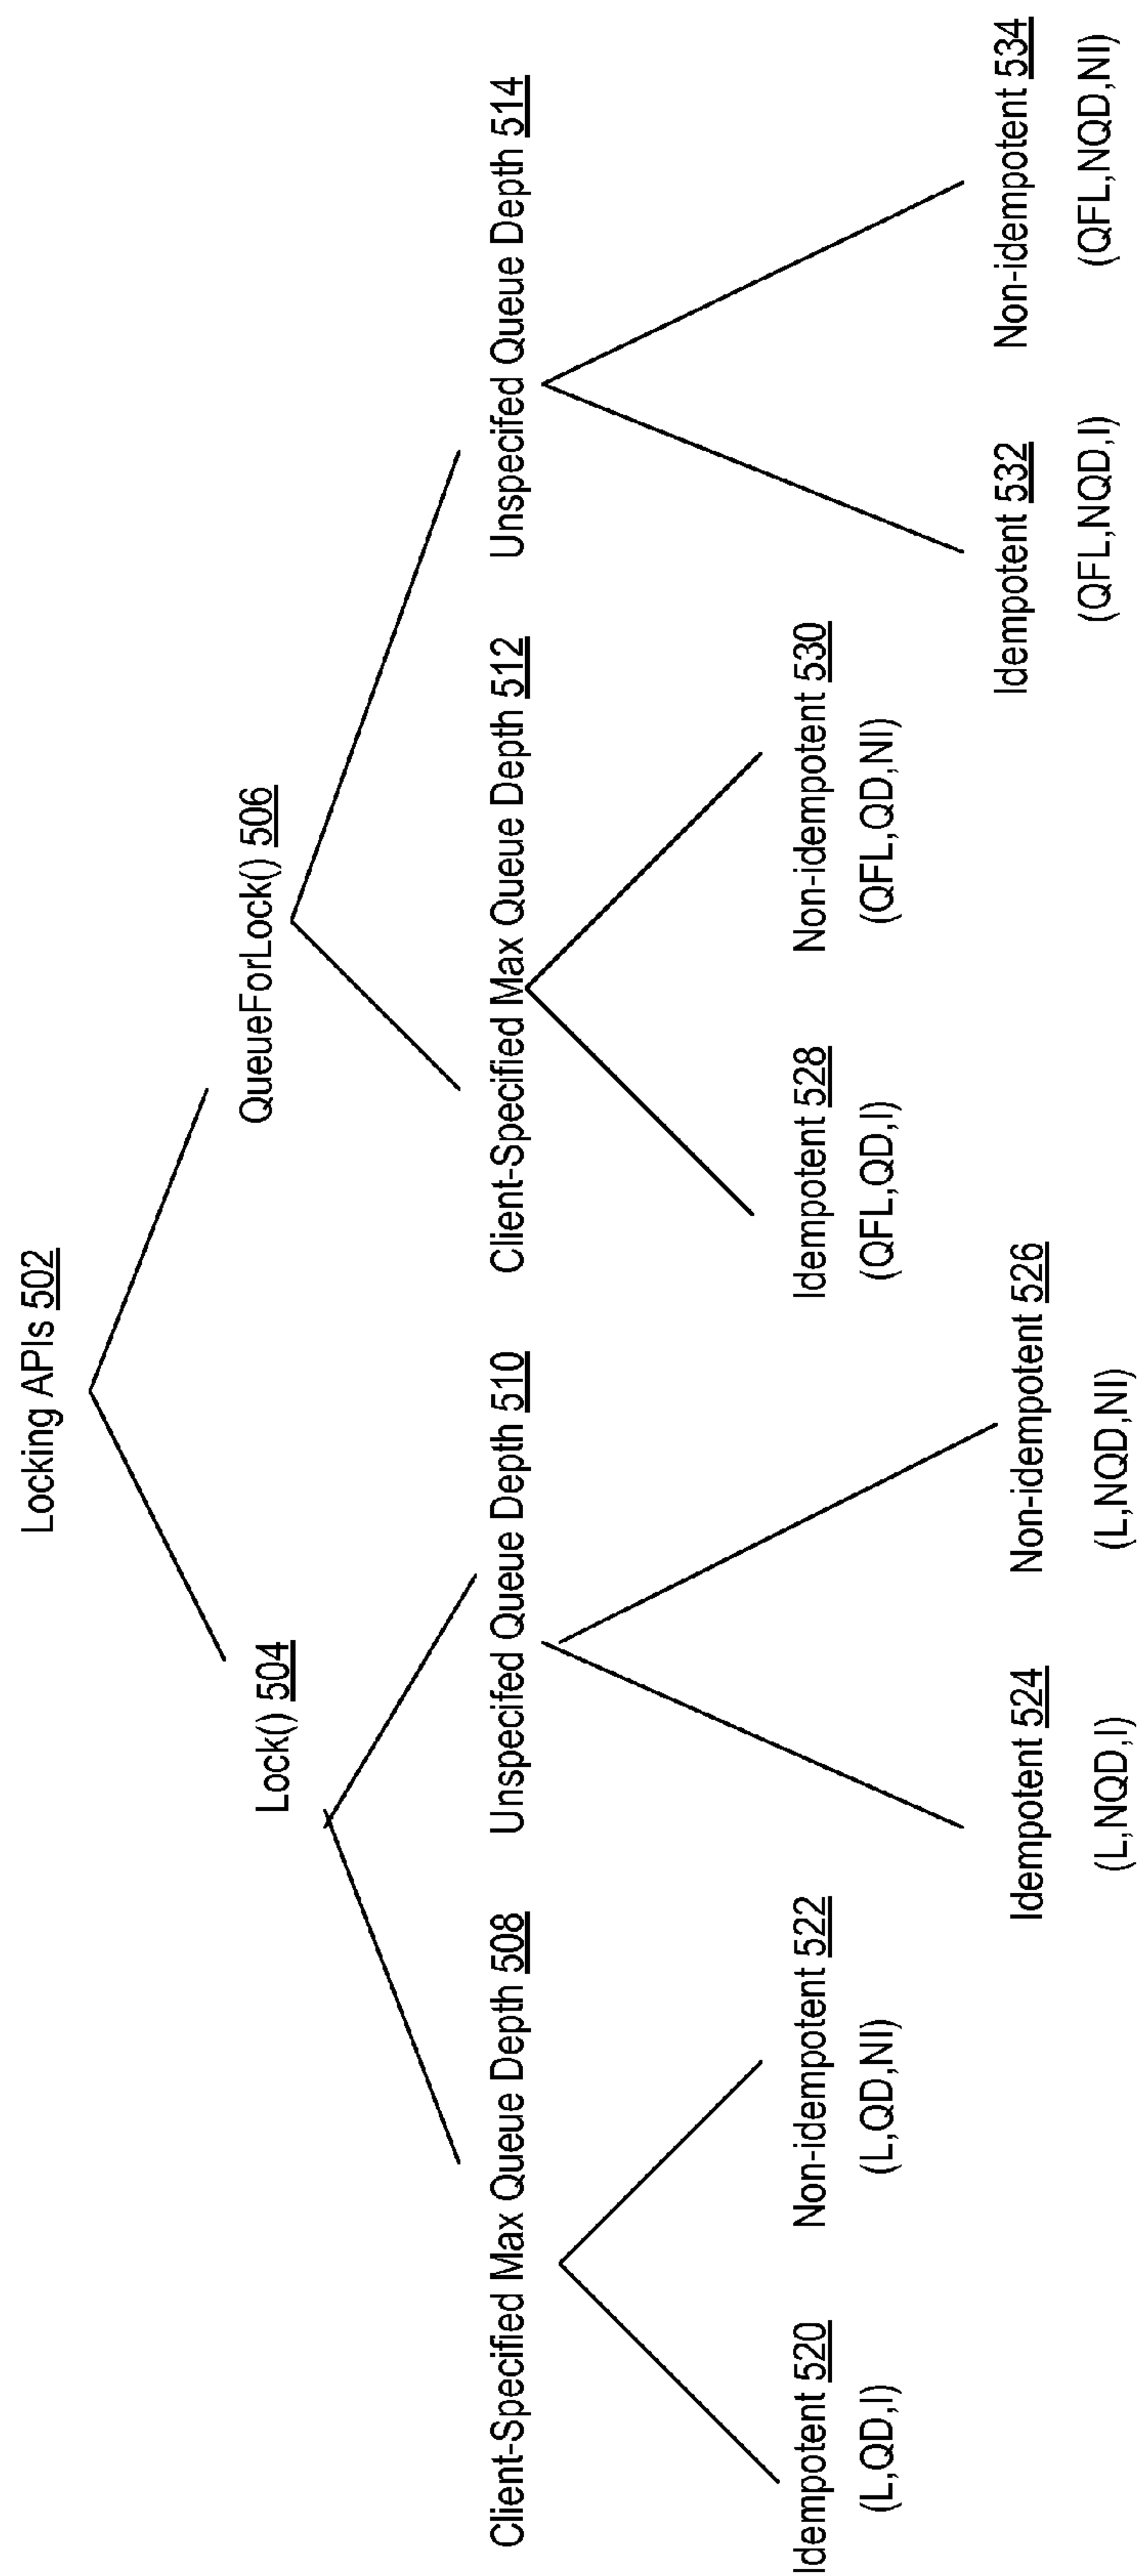 Locking APIs 502
Lock() 504
QueueForLock() 506
Client-Specified Max Queue Depth 508
Unspecifed Queue Depth 510
Client-Specified Max Queue Depth 512
Unspecifed Queue Depth 514
Idempotent 520
(L,QD,I)
Non-idempotent 522
(L,QD,NI)
Idempotent 524
(L,NQD,I)
Non-idempotent 526
(L,NQD,NI)
Idempotent 528
(QFL,QD,I)
Non-idempotent 530
(QFL,QD,NI)
Idempotent 532
(QFL,NQD,I)
Non-idempotent 534
(QFL,NQD,NI)